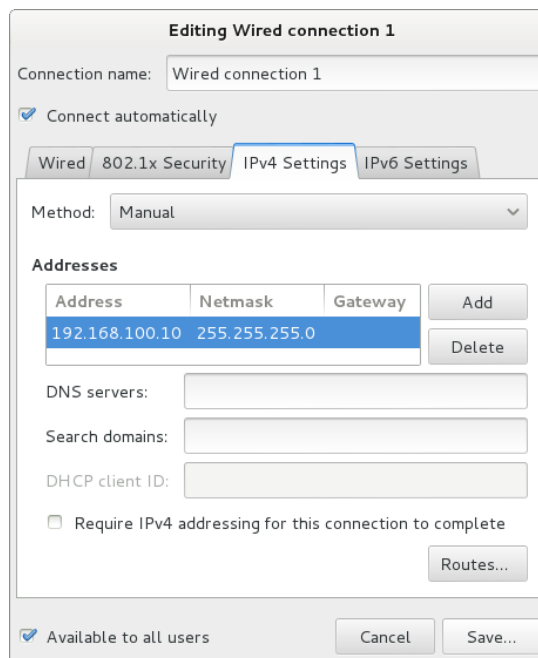 Editing Wired connection 1
Connection name: Wired connection 1
Connect automatically
Wired 802.1x Security IPv4 Settings IPv6 Settings
Method: Manual
Addresses
Address Netmask Gateway
Add
192.168.100.10 255.255.255.0
Delete
DNS servers:
Search domains:
DHCP client ID:
Require IPv4 addressing for this connection to complete
Routes...
Available to all users
Cancel
Save...